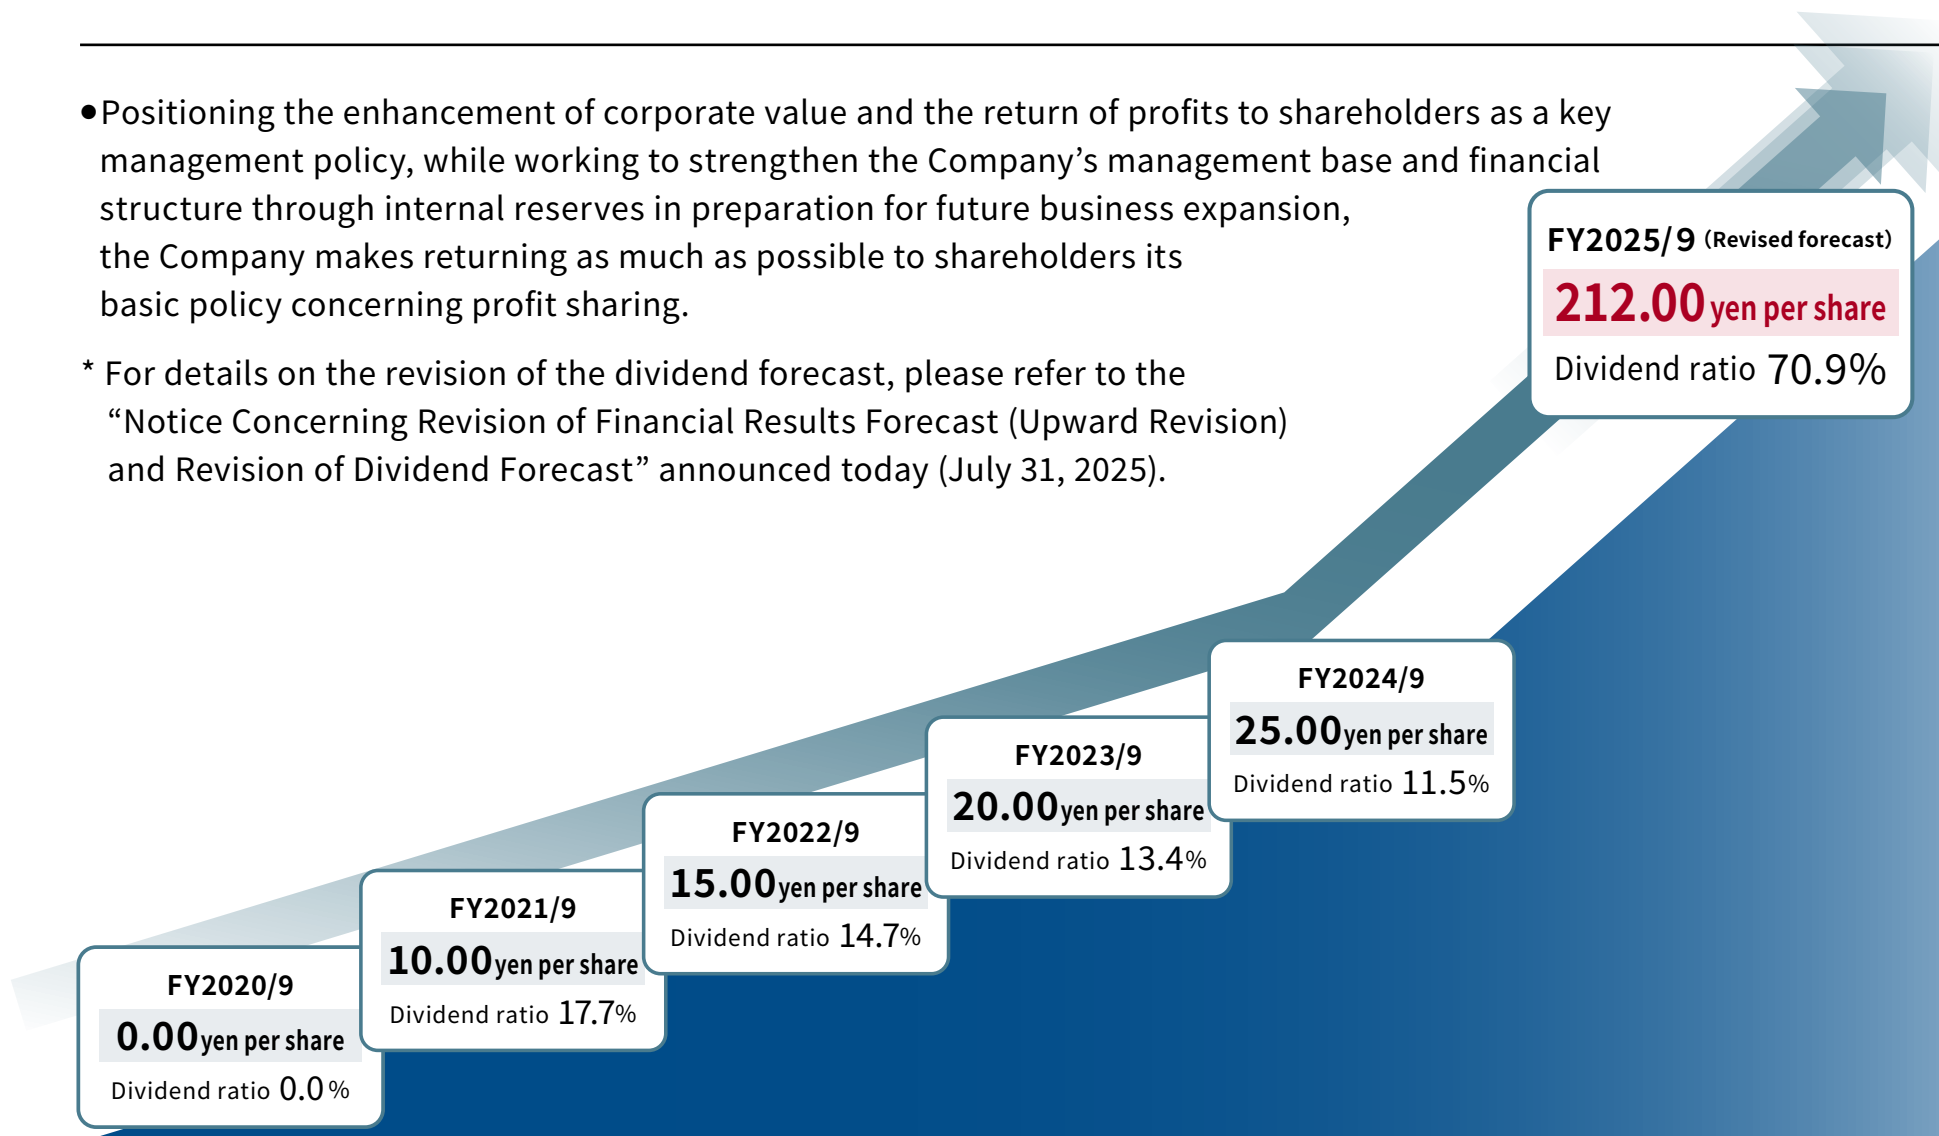 ●Positioning the enhancement of corporate value and the return of profits to shareholders as a key
management policy, while working to strengthen the Company’s management base and financial
structure through internal reserves in preparation for future business expansion,
the Company makes returning as much as possible to shareholders its
basic policy concerning profit sharing.
* For details on the revision of the dividend forecast, please refer to the
“Notice Concerning Revision of Financial Results Forecast (Upward Revision)
and Revision of Dividend Forecast” announced today (July 31, 2025).
FY2020/9
0.00 yen per share
Dividend ratio 0.0%
FY2021/9
10.00 yen per share
Dividend ratio 17.7%
FY2022/9
15.00 yen per share
Dividend ratio 14.7%
FY2023/9
20.00 yen per share
Dividend ratio 13.4%
FY2024/9
25.00 yen per share
Dividend ratio 11.5%
FY2025/9 (Revised forecast)
212.00 yen per share
Dividend ratio 70.9%